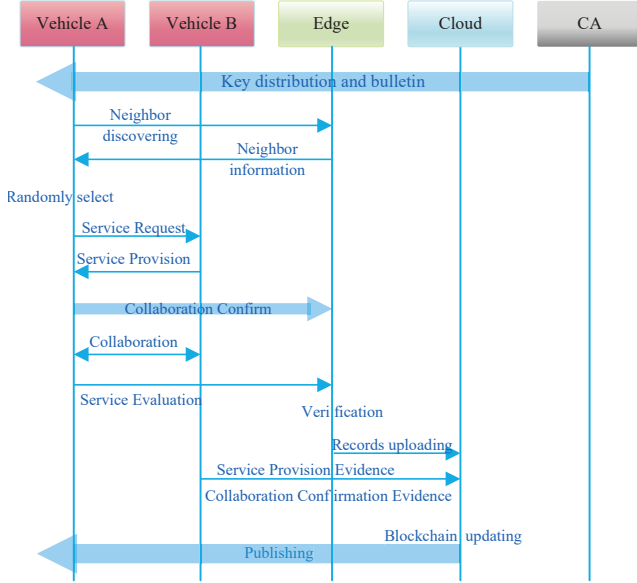 Vehicle A Vehicle B Edge Cloud CA
Key distribution and bulletin
Neighbor
discovering
Neighbor
information
Randomly select
Service Request
Service Provision
Collaboration Confirm
Collaboration
Service Evaluation
Verification
Records uploading
Service Provision Evidence
Collaboration Confirmation Evidence
Blockchain updating
Publishing